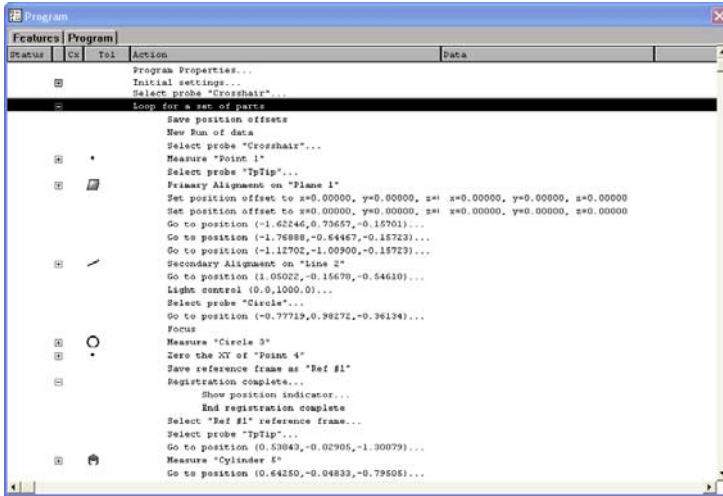 Program
Features Program
Status Cx Tol Action Data
Program Properties...
Initial settings...
Select probe "Crosshair"...
Loop for a set of parts
Save position offsets
New Run of data
Select probe "Crosshair"...
Measure "Point 1"
Select probe "TpTip"...
Primary Alignment on "Plane 1"
Set position offset to x=0.00000, y=0.00000, z=( x=0.00000, y=0.00000, z=0.00000
Set position offset to x=0.00000, y=0.00000, z=( x=0.00000, y=0.00000, z=0.00000
Go to position (-1.62246,0.73657,-0.15701)...
Go to position (-1.76888,-0.64467,-0.15723)...
Go to position (-1.12702,-1.00900,-0.15723)...
Secondary Alignment on "Line 2"
Go to position (1.05022,-0.15678,-0.54610)...
Light control (0.0,1000.0)...
Select probe "Circle"...
Go to position (-0.77719,0.98272,-0.36134)...
Focus
Measure "Circle 3"
Zero the XY of "Point 4"
Save reference frame as "Ref #1"
Registration complete...
Show position indicator...
End registration complete
Select "Ref #1" reference frame...
Select probe "TpTip"...
Go to position (0.53843,-0.02905,-1.30079)...
Measure "Cylinder 5"
Go to position (0.64250,-0.04833,-0.79505)...